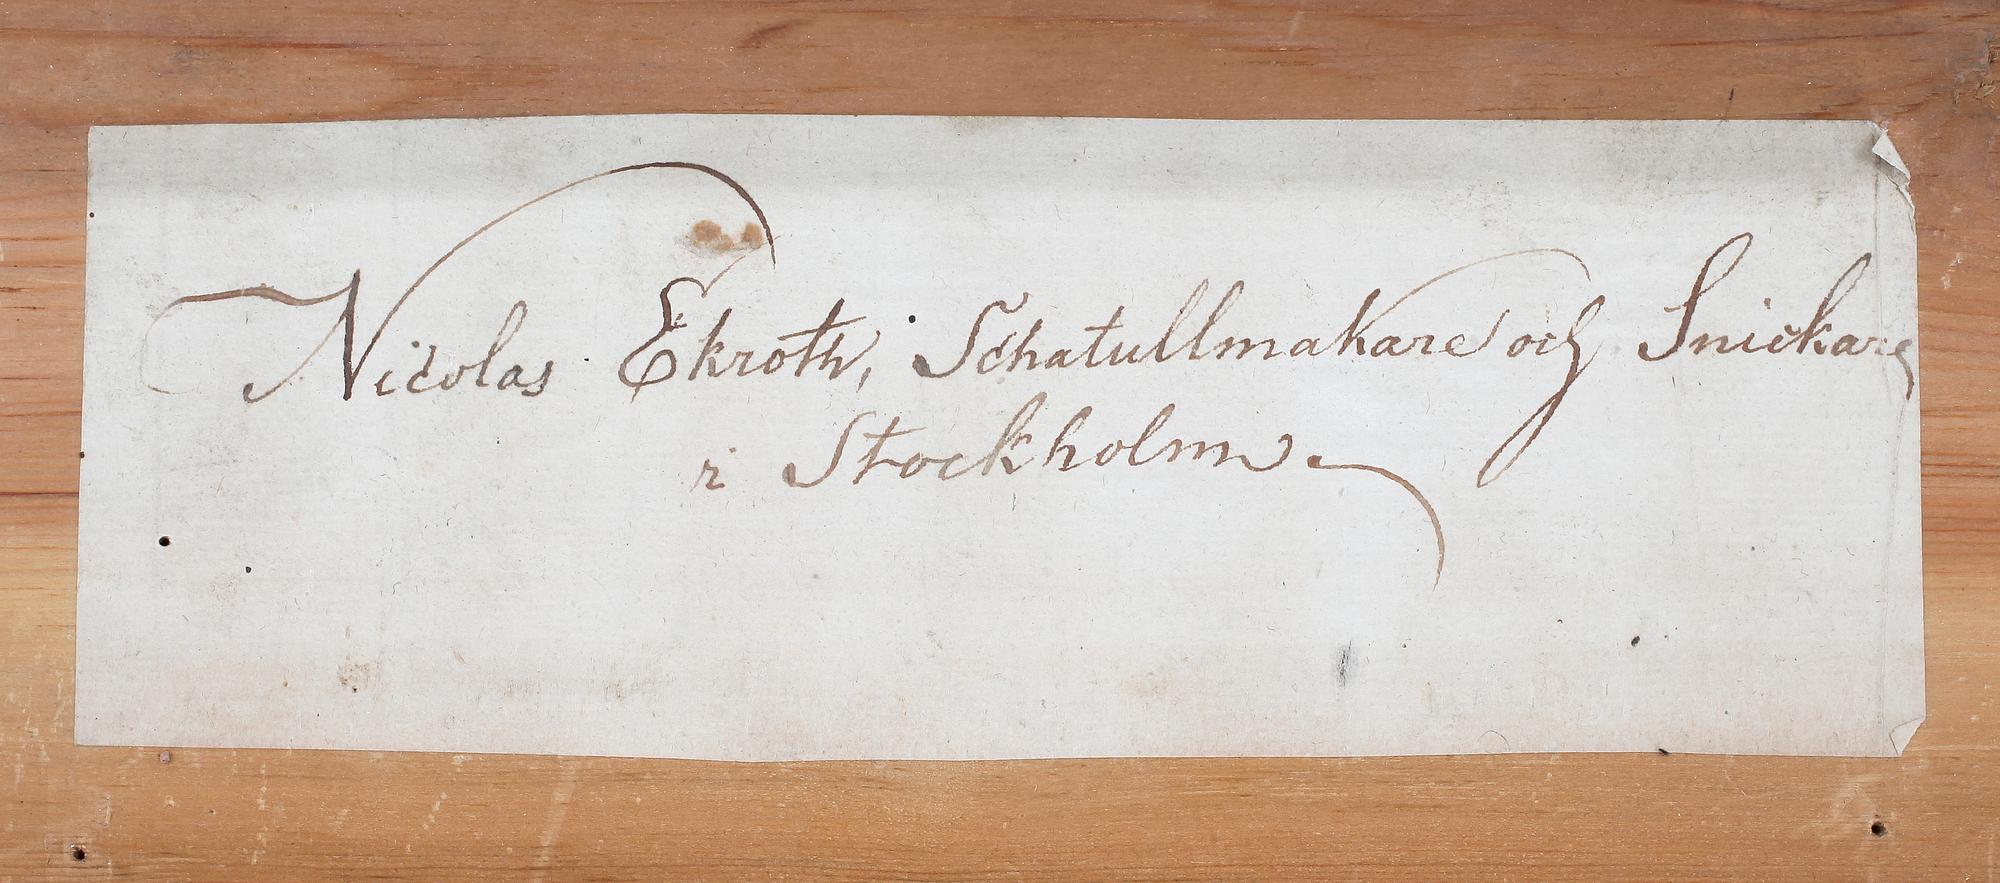 Nicolas Ekroth, Schatullmakare och Snickare
i Stockholm